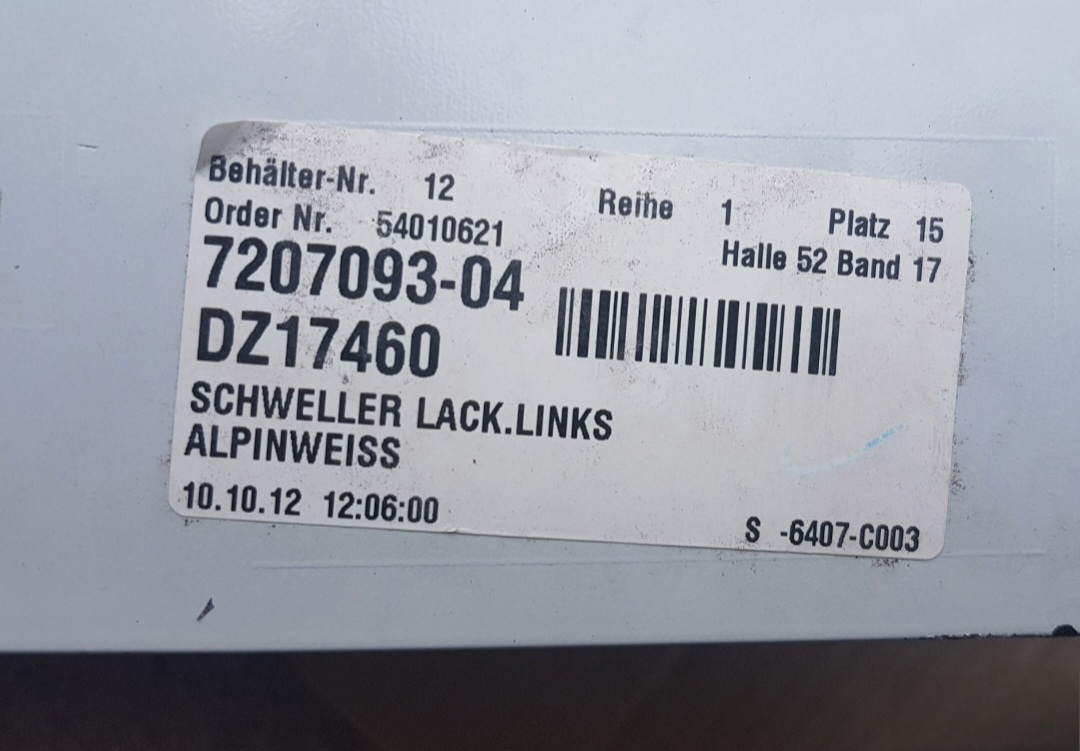 Behälter-Nr. 12 Reihe 1 Platz 15
Order Nr. 54010621 Halle 52 Band 17
7207093-04
DZ17460
SCHWELLER LACK.LINKS
ALPINWEISS
10.10.12 12:06:00 S -6407-C003